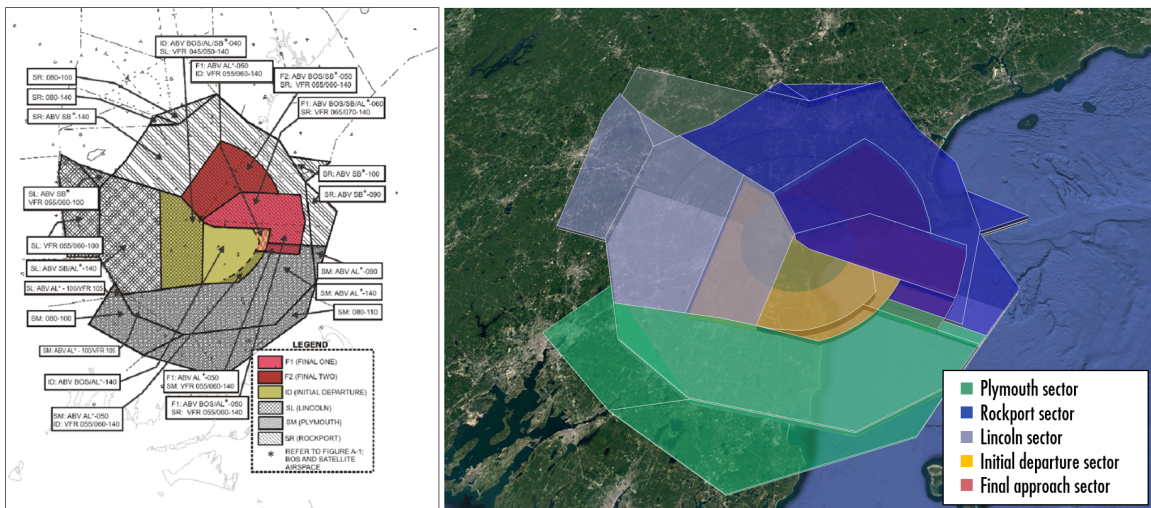 ID: ABV BOS/AL/SB*-040
SL: VFR 045/050-140
F1: ABV AL*-050
ID: VFR 055/060-140
F2: ABV BOS/SB*-050
SR: VFR 055/060-140
F1: ABV BOS/SB/AL*-060
SR: VFR 065/070-140
SR: 080-100
SR: 080-140
SR: ABV SB*-140
SR: ABV SB*-100
SR: ABV SB*-090
SL: ABV SB*
VFR 055/060-100
SL: VFR 055/060-100
SL: ABV SB/AL*-140
SL: ABV AL* - 100/VFR 105
SM: 080-100
SM: ABV AL*-090
SM: ABV AL*-140
SM: 080-110
SM: ABV AL* - 100/VFR 105
ID: ABV BOS/AL*-140
SM: ABV AL*-050
ID: VFR 055/060-140
F1: ABV AL*-050
SM: VFR 055/060-140
F1: ABV BOS/AL*-050
SR: VFR 055/060-140
LEGEND
F1 (FINAL ONE)
F2 (FINAL TWO)
ID (INITIAL DEPARTURE)
SL (LINCOLN)
SM (PLYMOUTH)
SR (ROCKPORT)
* REFER TO FIGURE A-1;
BOS AND SATELLITE
AIRSPACE
Plymouth sector
Rockport sector
Lincoln sector
Initial departure sector
Final approach sector